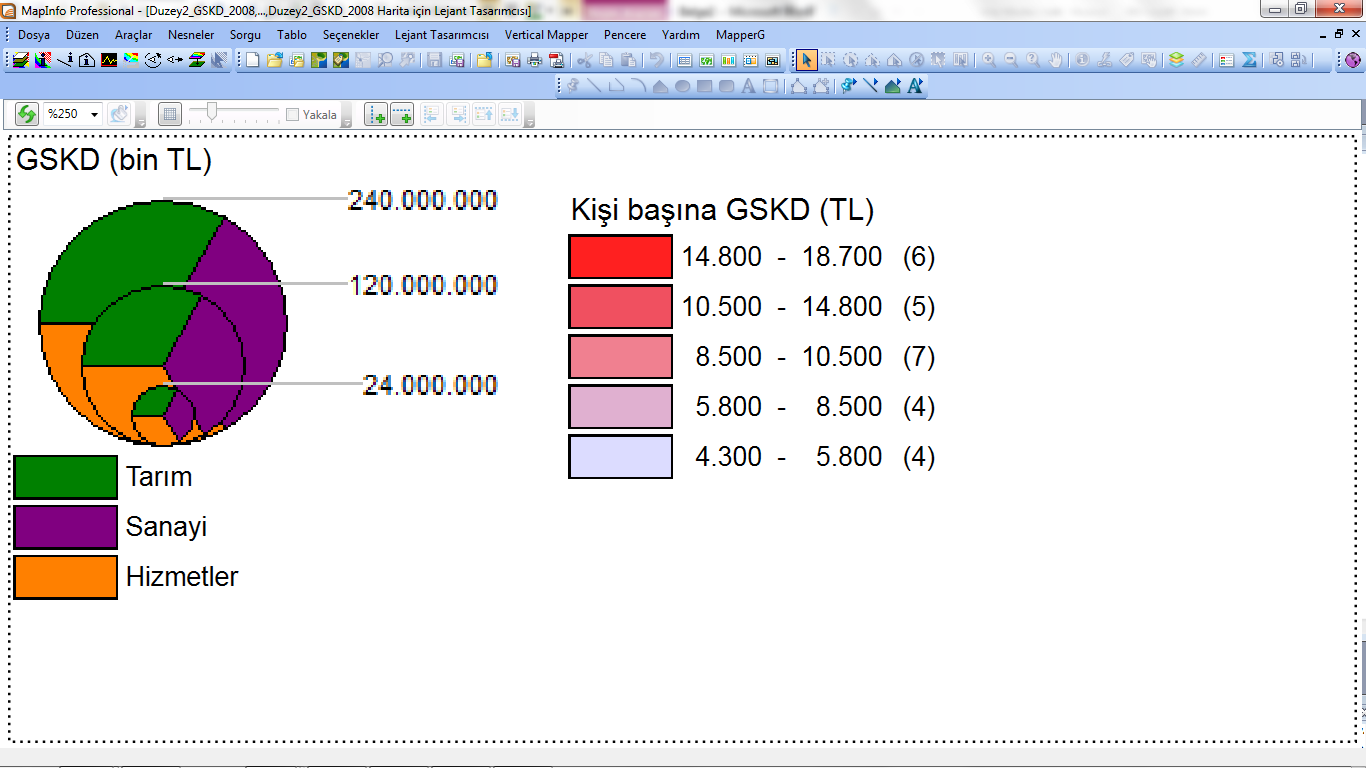 MapInfo Professional - [Duzey2_GSKD_2008,...,Duzey2_GSKD_2008 Harita için Lejant Tasarımcısı]
Dosya Düzen Araçlar Nesneler Sorgu Tablo Seçenekler Lejant Tasarımcısı Vertical Mapper Pencere Yardım MapperG
%250 Yakala
GSKD (bin TL)
240.000.000
120.000.000
24.000.000
Tarım
Sanayi
Hizmetler
Kişi başına GSKD (TL)
14.800 - 18.700 (6)
10.500 - 14.800 (5)
8.500 - 10.500 (7)
5.800 - 8.500 (4)
4.300 - 5.800 (4)